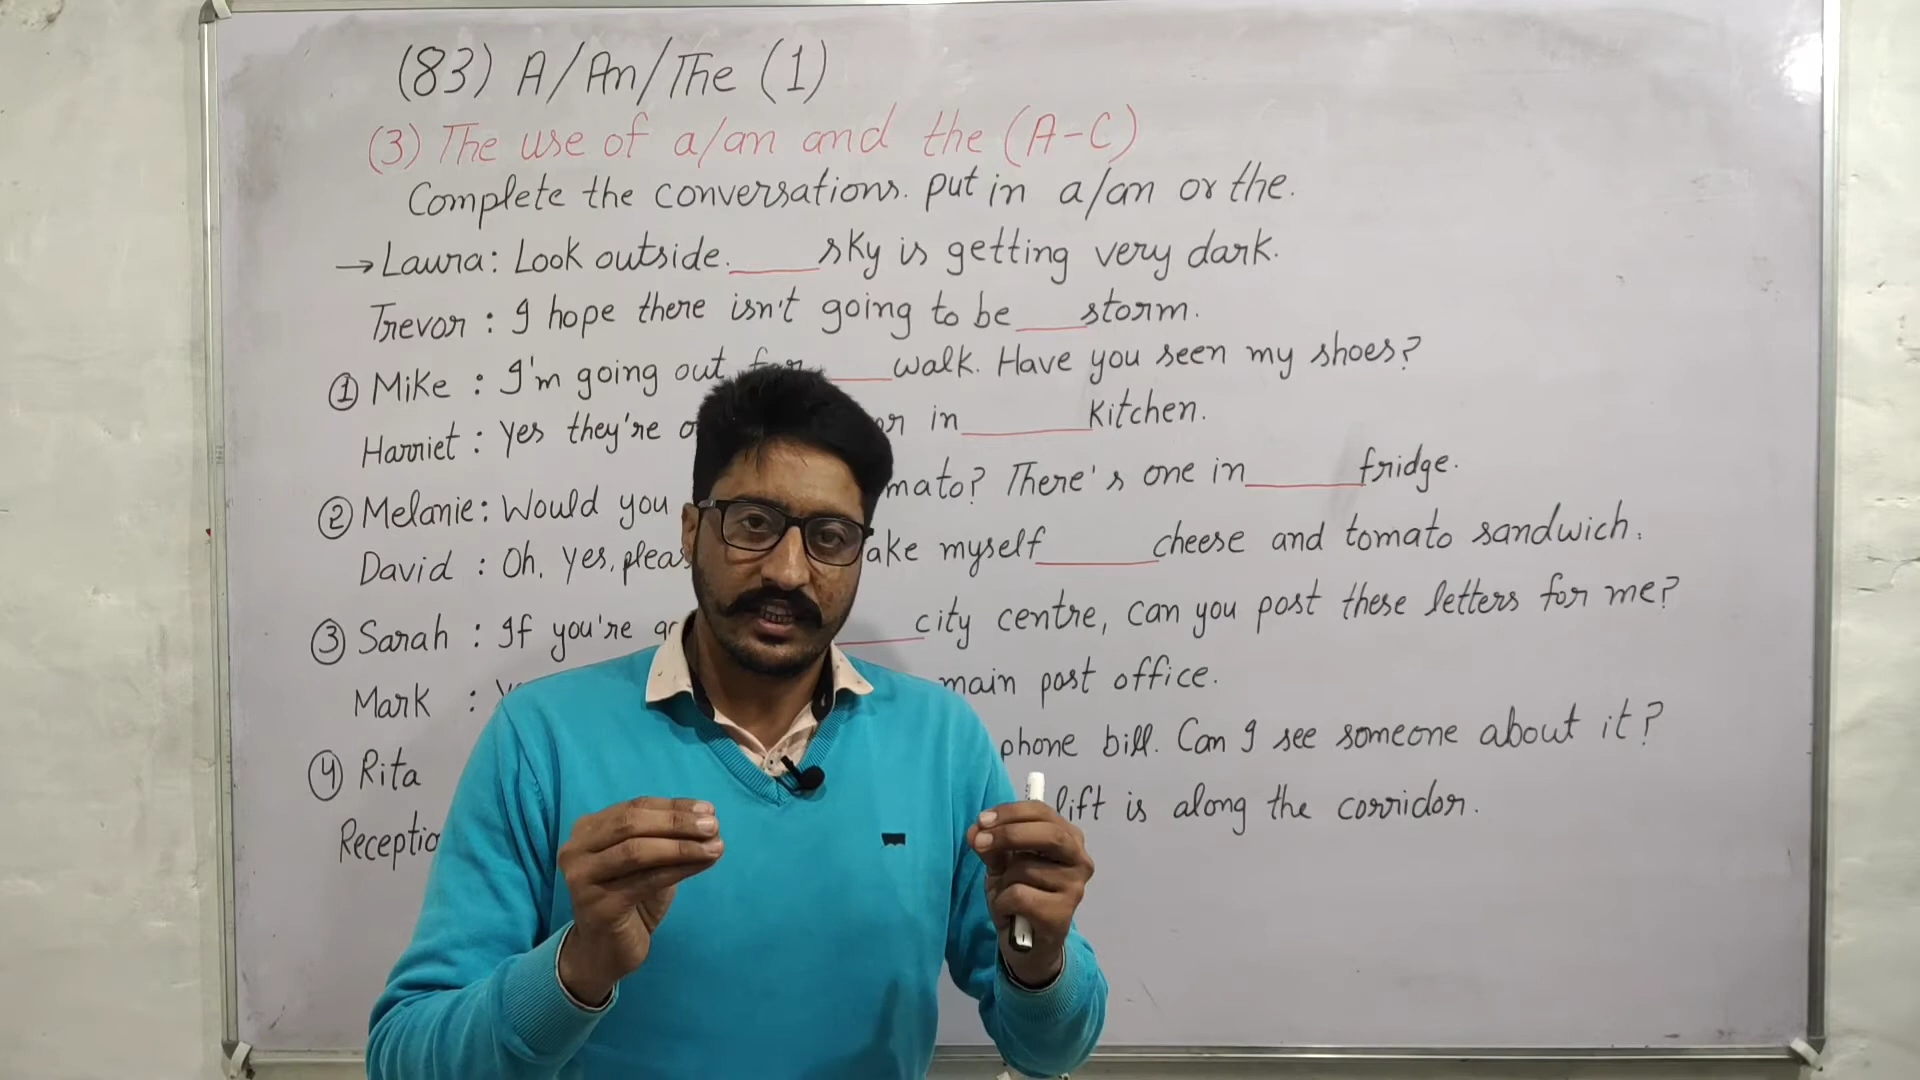 (83) A/An/The (1)
(3) The use of a/an and the (A-C)
Complete the conversations. put in a/an or the.
→ Laura: Look outside. ____ sky is getting very dark.
Trevor : I hope there isn't going to be ____ storm.
① Mike : I'm going out for ____ walk. Have you seen my shoes?
Harriet : Yes they're in ____ kitchen.
② Melanie: Would you There's one in ____ fridge.
David : Oh, Yes, myself ____ cheese and tomato sandwich.
③ Sarah : If you're ____ city centre, can you post these letters for me?
Mark : main post office.
④ Rita phone bill. Can I see someone about it?
lift is along the corridor.